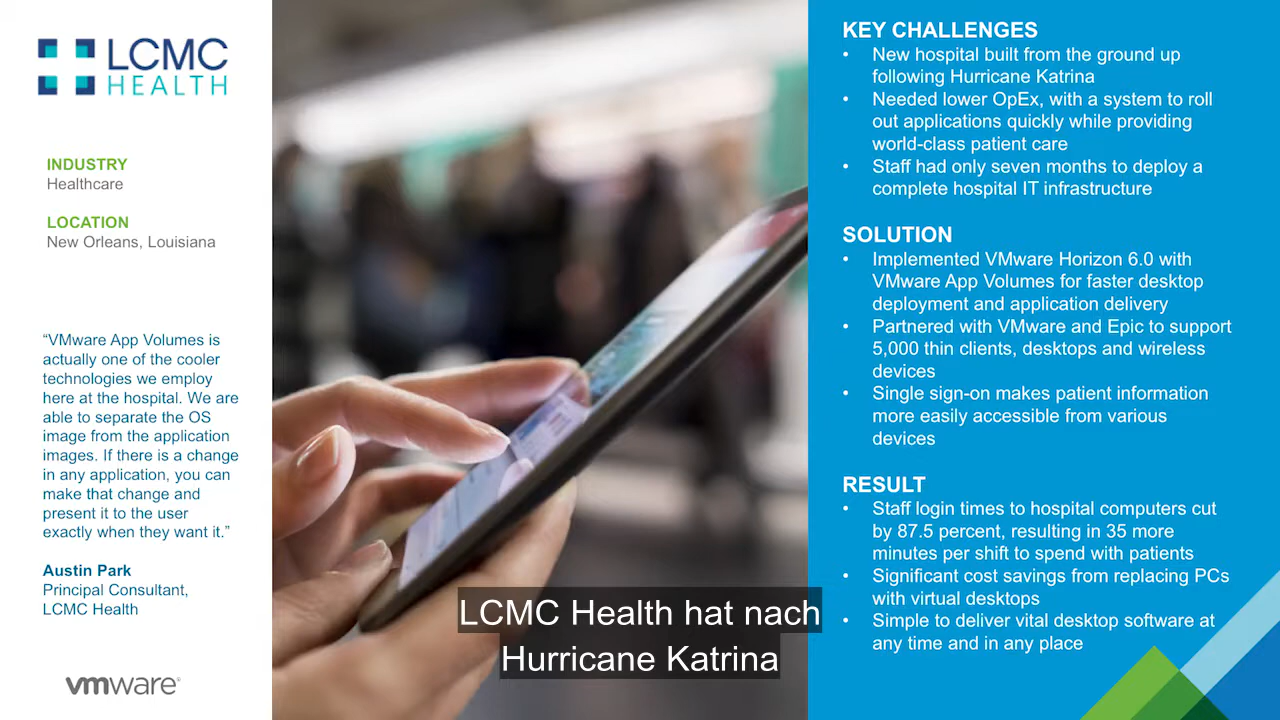 LCMC
HEALTH
INDUSTRY
Healthcare
LOCATION
New Orleans, Louisiana
“VMware App Volumes is
actually one of the cooler
technologies we employ
here at the hospital. We are
able to separate the OS
image from the application
images. If there is a change
in any application, you can
make that change and
present it to the user
exactly when they want it.”
Austin Park
Principal Consultant,
LCMC Health
vmware®
KEY CHALLENGES
• New hospital built from the ground up
following Hurricane Katrina
• Needed lower OpEx, with a system to roll
out applications quickly while providing
world-class patient care
• Staff had only seven months to deploy a
complete hospital IT infrastructure
SOLUTION
• Implemented VMware Horizon 6.0 with
VMware App Volumes for faster desktop
deployment and application delivery
• Partnered with VMware and Epic to support
5,000 thin clients, desktops and wireless
devices
• Single sign-on makes patient information
more easily accessible from various
devices
RESULT
• Staff login times to hospital computers cut
by 87.5 percent, resulting in 35 more
minutes per shift to spend with patients
• Significant cost savings from replacing PCs
with virtual desktops
• Simple to deliver vital desktop software at
any time and in any place
LCMC Health hat nach
Hurricane Katrina